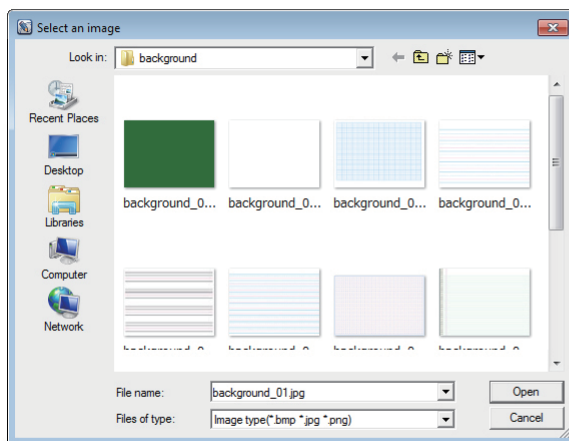 Select an image
Look in: background
Recent Places
Desktop
Libraries
Computer
Network
background_0... background_0... background_0... background_0...
File name: background_01.jpg Open
Files of type: Image type(*.bmp *.jpg *.png) Cancel